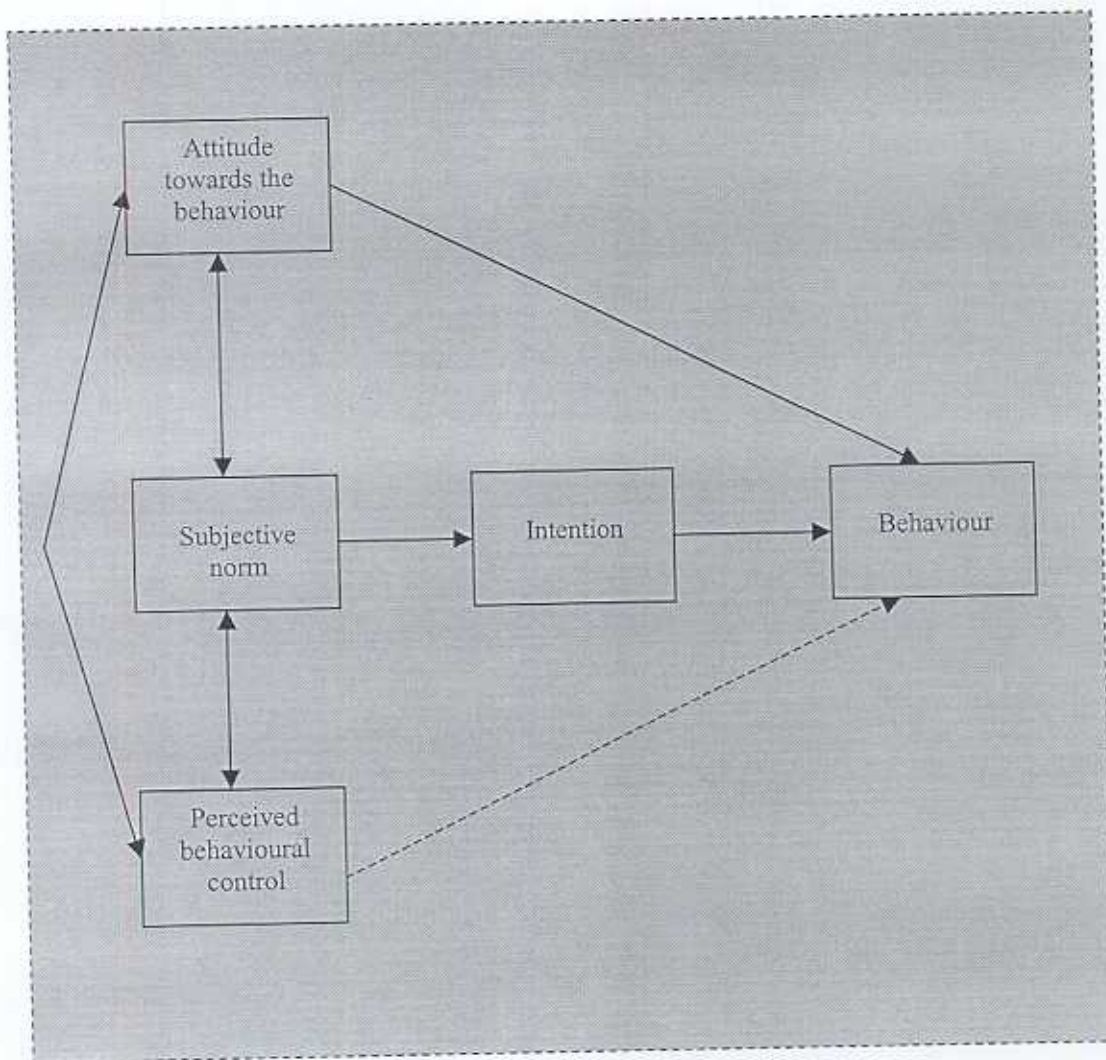 Attitude
towards the
behaviour
Subjective
norm
Intention
Behaviour
Perceived
behavioural
control